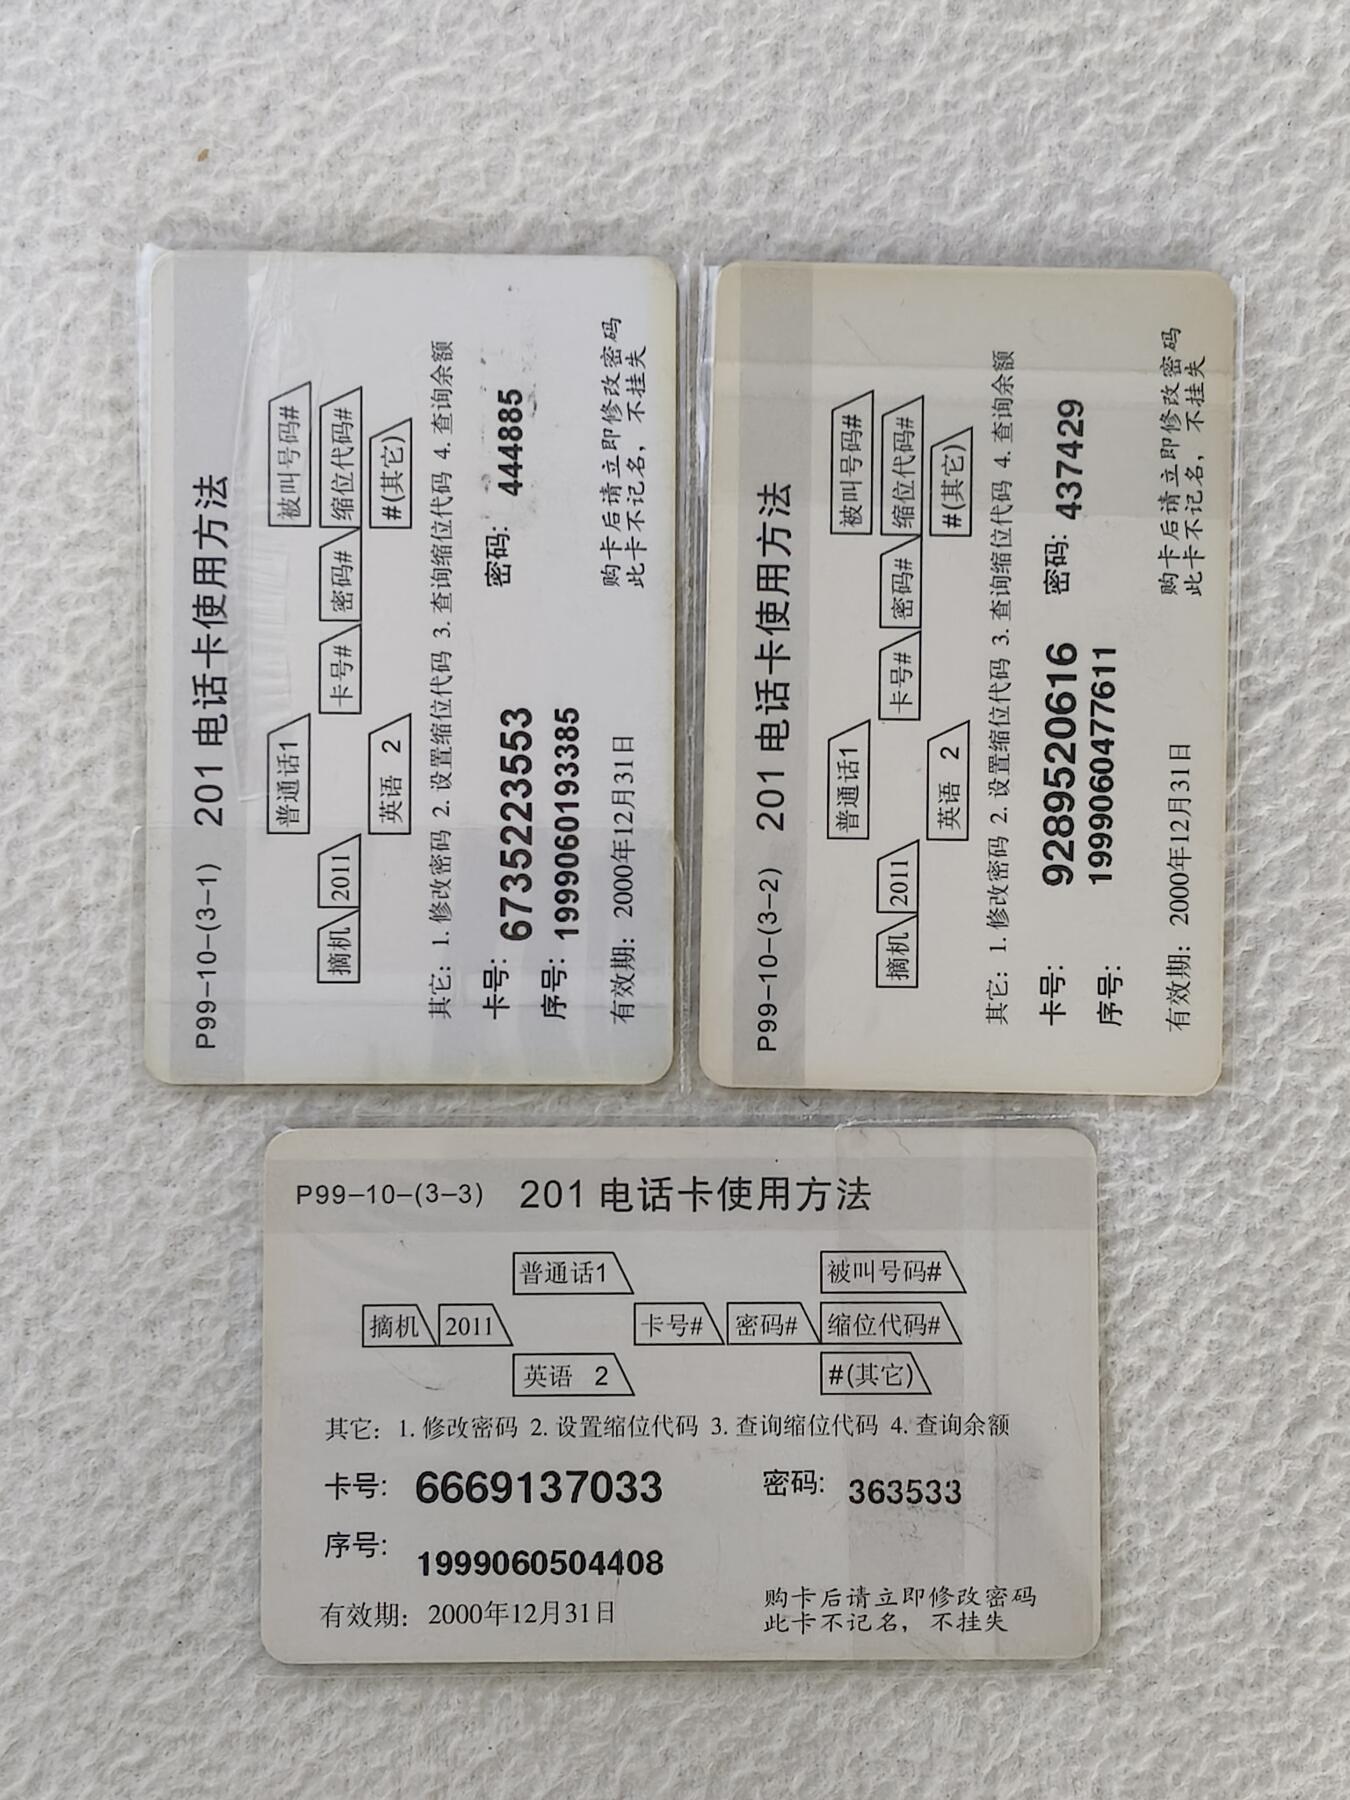 P99-10-(3-1) 201 电话卡使用方法
普通话1 被叫号码#
摘机 2011 卡号# 密码# 缩位代码#
英语 2 #(其它)
其它: 1. 修改密码 2. 设置缩位代码 3. 查询缩位代码 4. 查询余额
卡号: 6735223553 密码: 444885
序号: 1999060193385
购卡后请立即修改密码
有效期: 2000年12月31日 此卡不记名, 不挂失
P99-10-(3-2) 201 电话卡使用方法
普通话1 被叫号码#
摘机 2011 卡号# 密码# 缩位代码#
英语 2 #(其它)
其它: 1. 修改密码 2. 设置缩位代码 3. 查询缩位代码 4. 查询余额
卡号: 9289520616 密码: 437429
序号: 1999060477611
购卡后请立即修改密码
有效期: 2000年12月31日 此卡不记名, 不挂失
P99-10-(3-3) 201 电话卡使用方法
普通话1 被叫号码#
摘机 2011 卡号# 密码# 缩位代码#
英语 2 #(其它)
其它: 1. 修改密码 2. 设置缩位代码 3. 查询缩位代码 4. 查询余额
卡号: 6669137033 密码: 363533
序号: 1999060504408
购卡后请立即修改密码
有效期: 2000年12月31日 此卡不记名, 不挂失